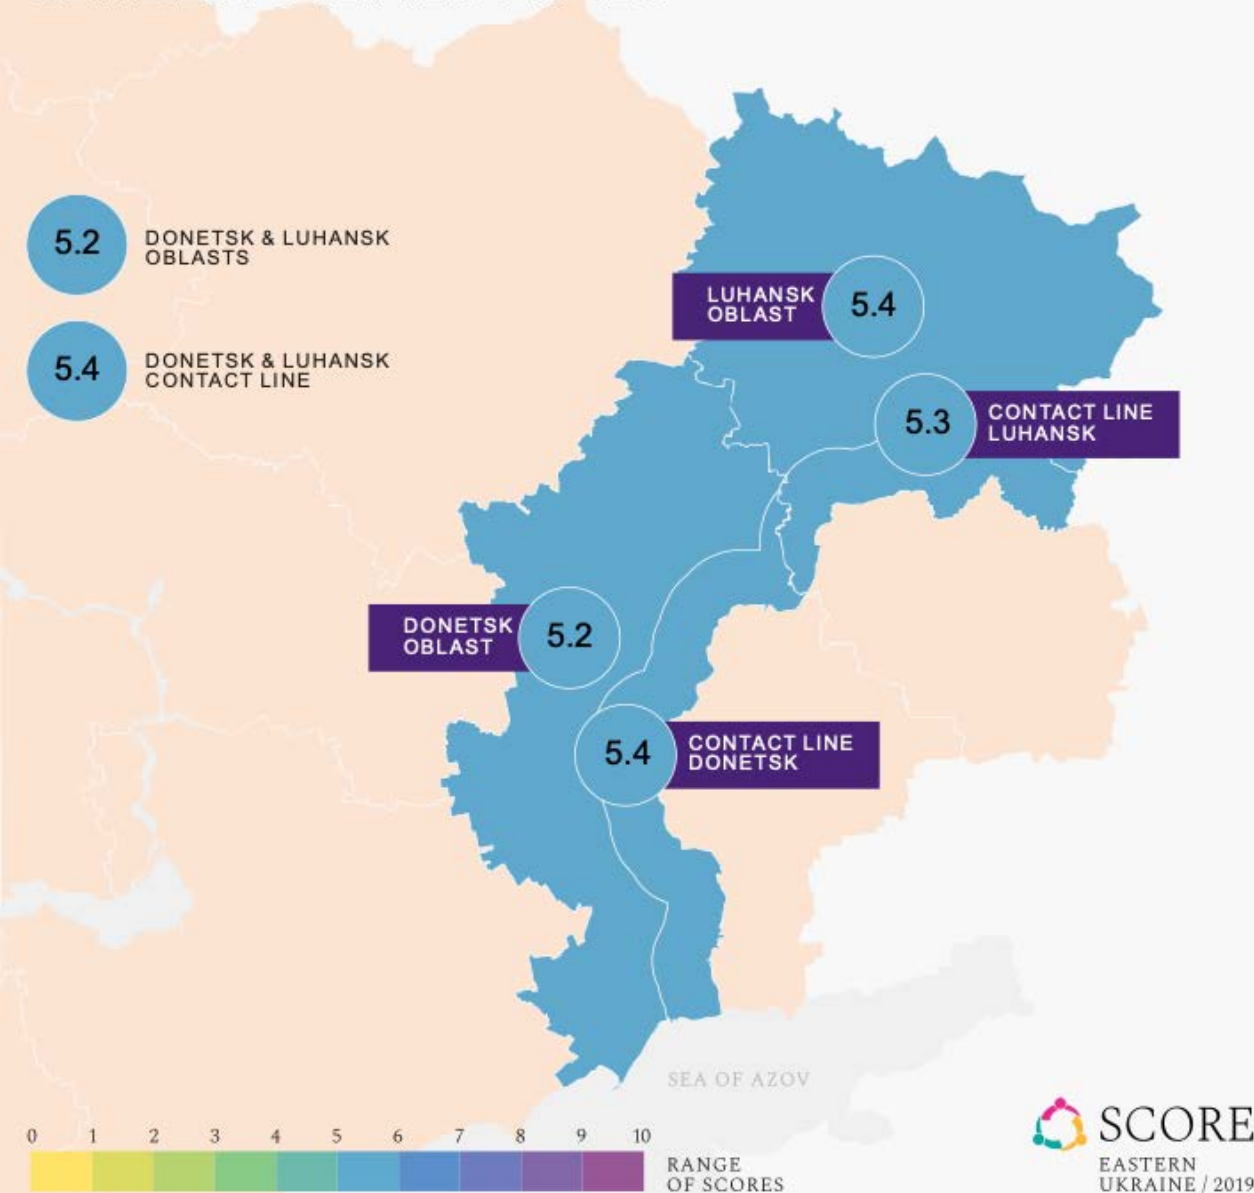 5.2
DONETSK & LUHANSK
OBLASTS
5.4
DONETSK & LUHANSK
CONTACT LINE
LUHANSK
OBLAST
5.4
5.3
CONTACT LINE
LUHANSK
DONETSK
OBLAST
5.2
5.4
CONTACT LINE
DONETSK
SEA OF AZOV
0 1 2 3 4 5 6 7 8 9 10
RANGE
OF SCORES
SCORE
EASTERN
UKRAINE / 2019